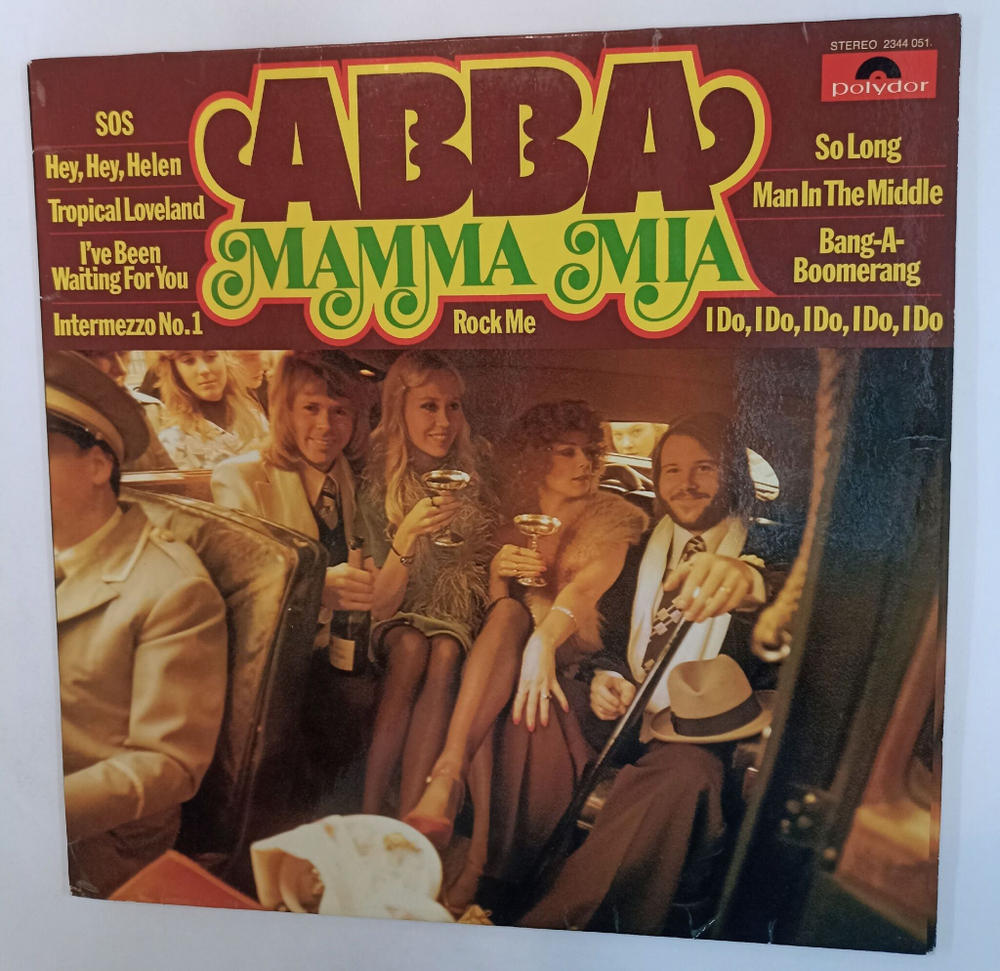 STEREO 2344 051.
polydor
ABBA
MAMMA MIA
SOS
Hey, Hey, Helen
Tropical Loveland
I've Been
Waiting For You
Intermezzo No. 1
Rock Me
So Long
Man In The Middle
Bang-A-
Boomerang
I Do, I Do, I Do, I Do, I Do